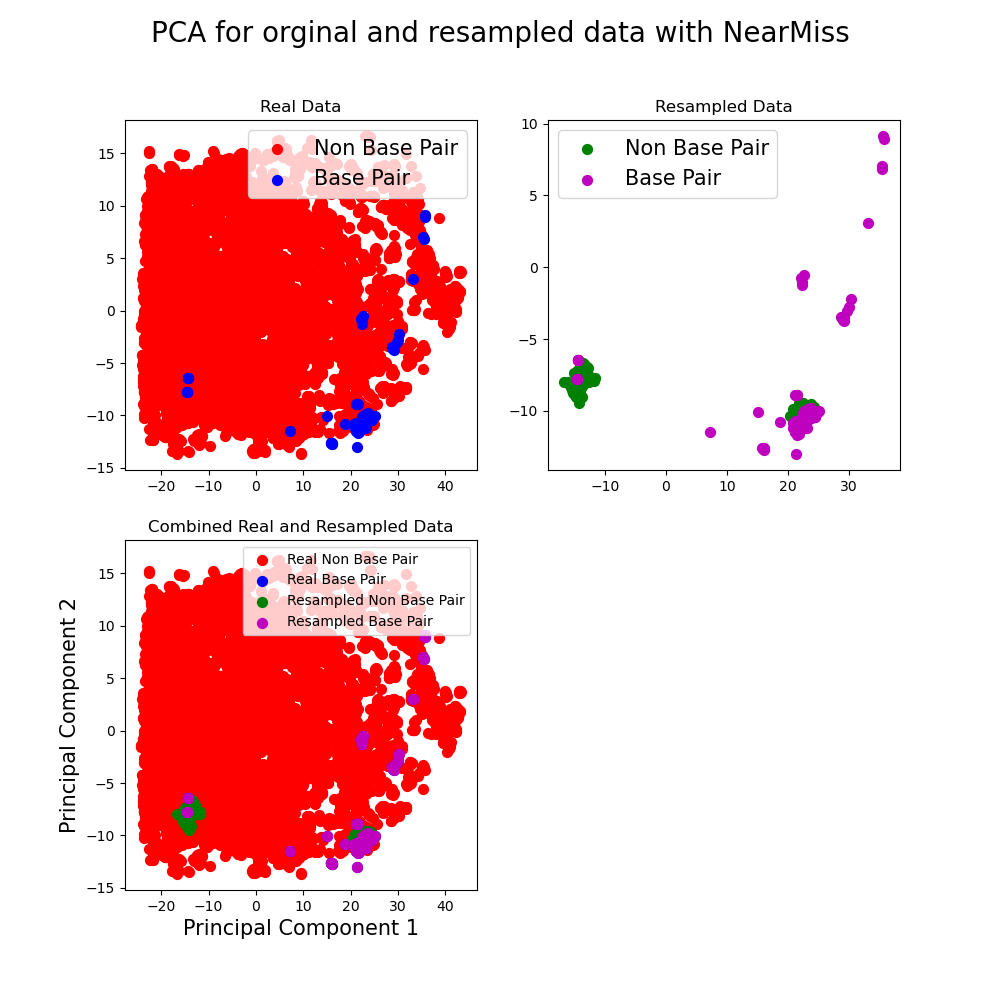 PCA for orginal and resampled data with NearMiss
Real Data
Non Base Pair
Base Pair
15
10
5
0
−5
−10
−15
−20 −10 0 10 20 30 40
Resampled Data
Non Base Pair
Base Pair
10
5
0
−5
−10
−10 0 10 20 30
Combined Real and Resampled Data
Real Non Base Pair
Real Base Pair
Resampled Non Base Pair
Resampled Base Pair
15
10
5
0
−5
−10
−15
−20 −10 0 10 20 30 40
Principal Component 2
Principal Component 1